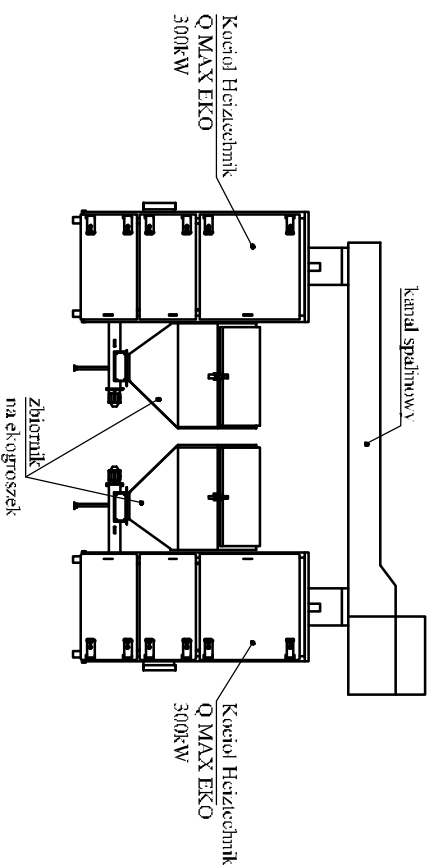 Kocioł Heiztechnik
Q MAX EKO
300kW
kanał spalinowy
zbiornik
na ekogroszek
Kocioł Heiztechnik
Q MAX EKO
300kW